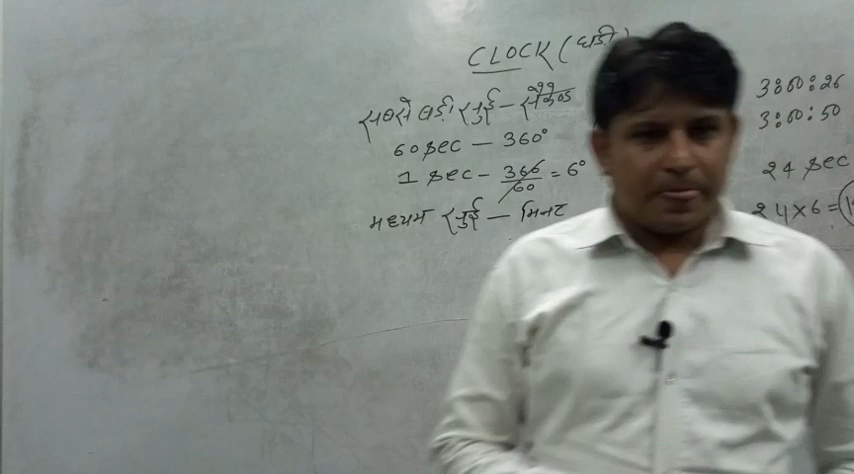 CLOCK (घड़ी)
सबसे बड़ी सुई – सैकेण्ड
60 sec – 360°
1 sec – 360/60 = 6°
मध्यम सुई – मिनट
3:00:26
3:00:50
24 sec
24×6=